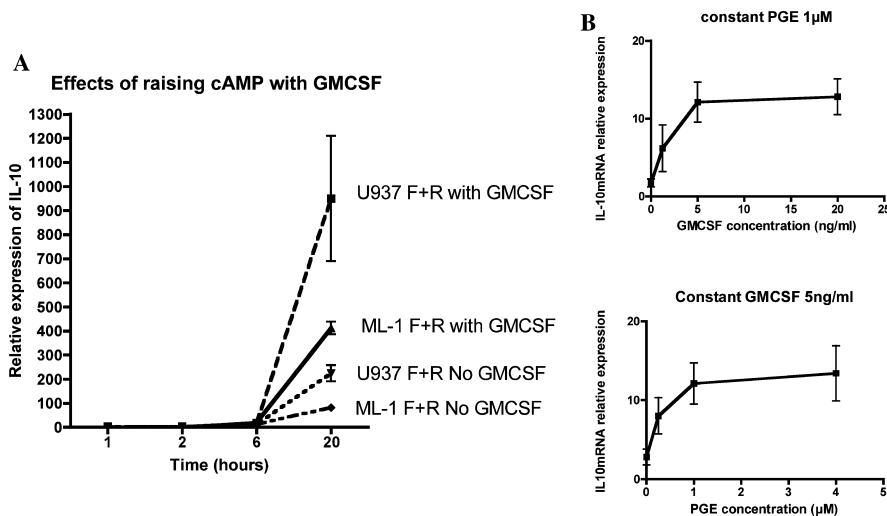 A
Effects of raising cAMP with GMCSF
Relative expression of IL-10
1300
1200
1100
1000
900
800
700
600
500
400
300
200
100
0
1
2
6
20
Time (hours)
U937 F+R with GMCSF
ML-1 F+R with GMCSF
U937 F+R No GMCSF
ML-1 F+R No GMCSF
B
constant PGE 1µM
IL-10mRNA relative expression
20
10
0
0
5
10
15
20
25
GMCSF concentration (ng/ml)
Constant GMCSF 5ng/ml
IL10mRNA relative expression
20
10
0
0
1
2
3
4
5
PGE concentration (µM)